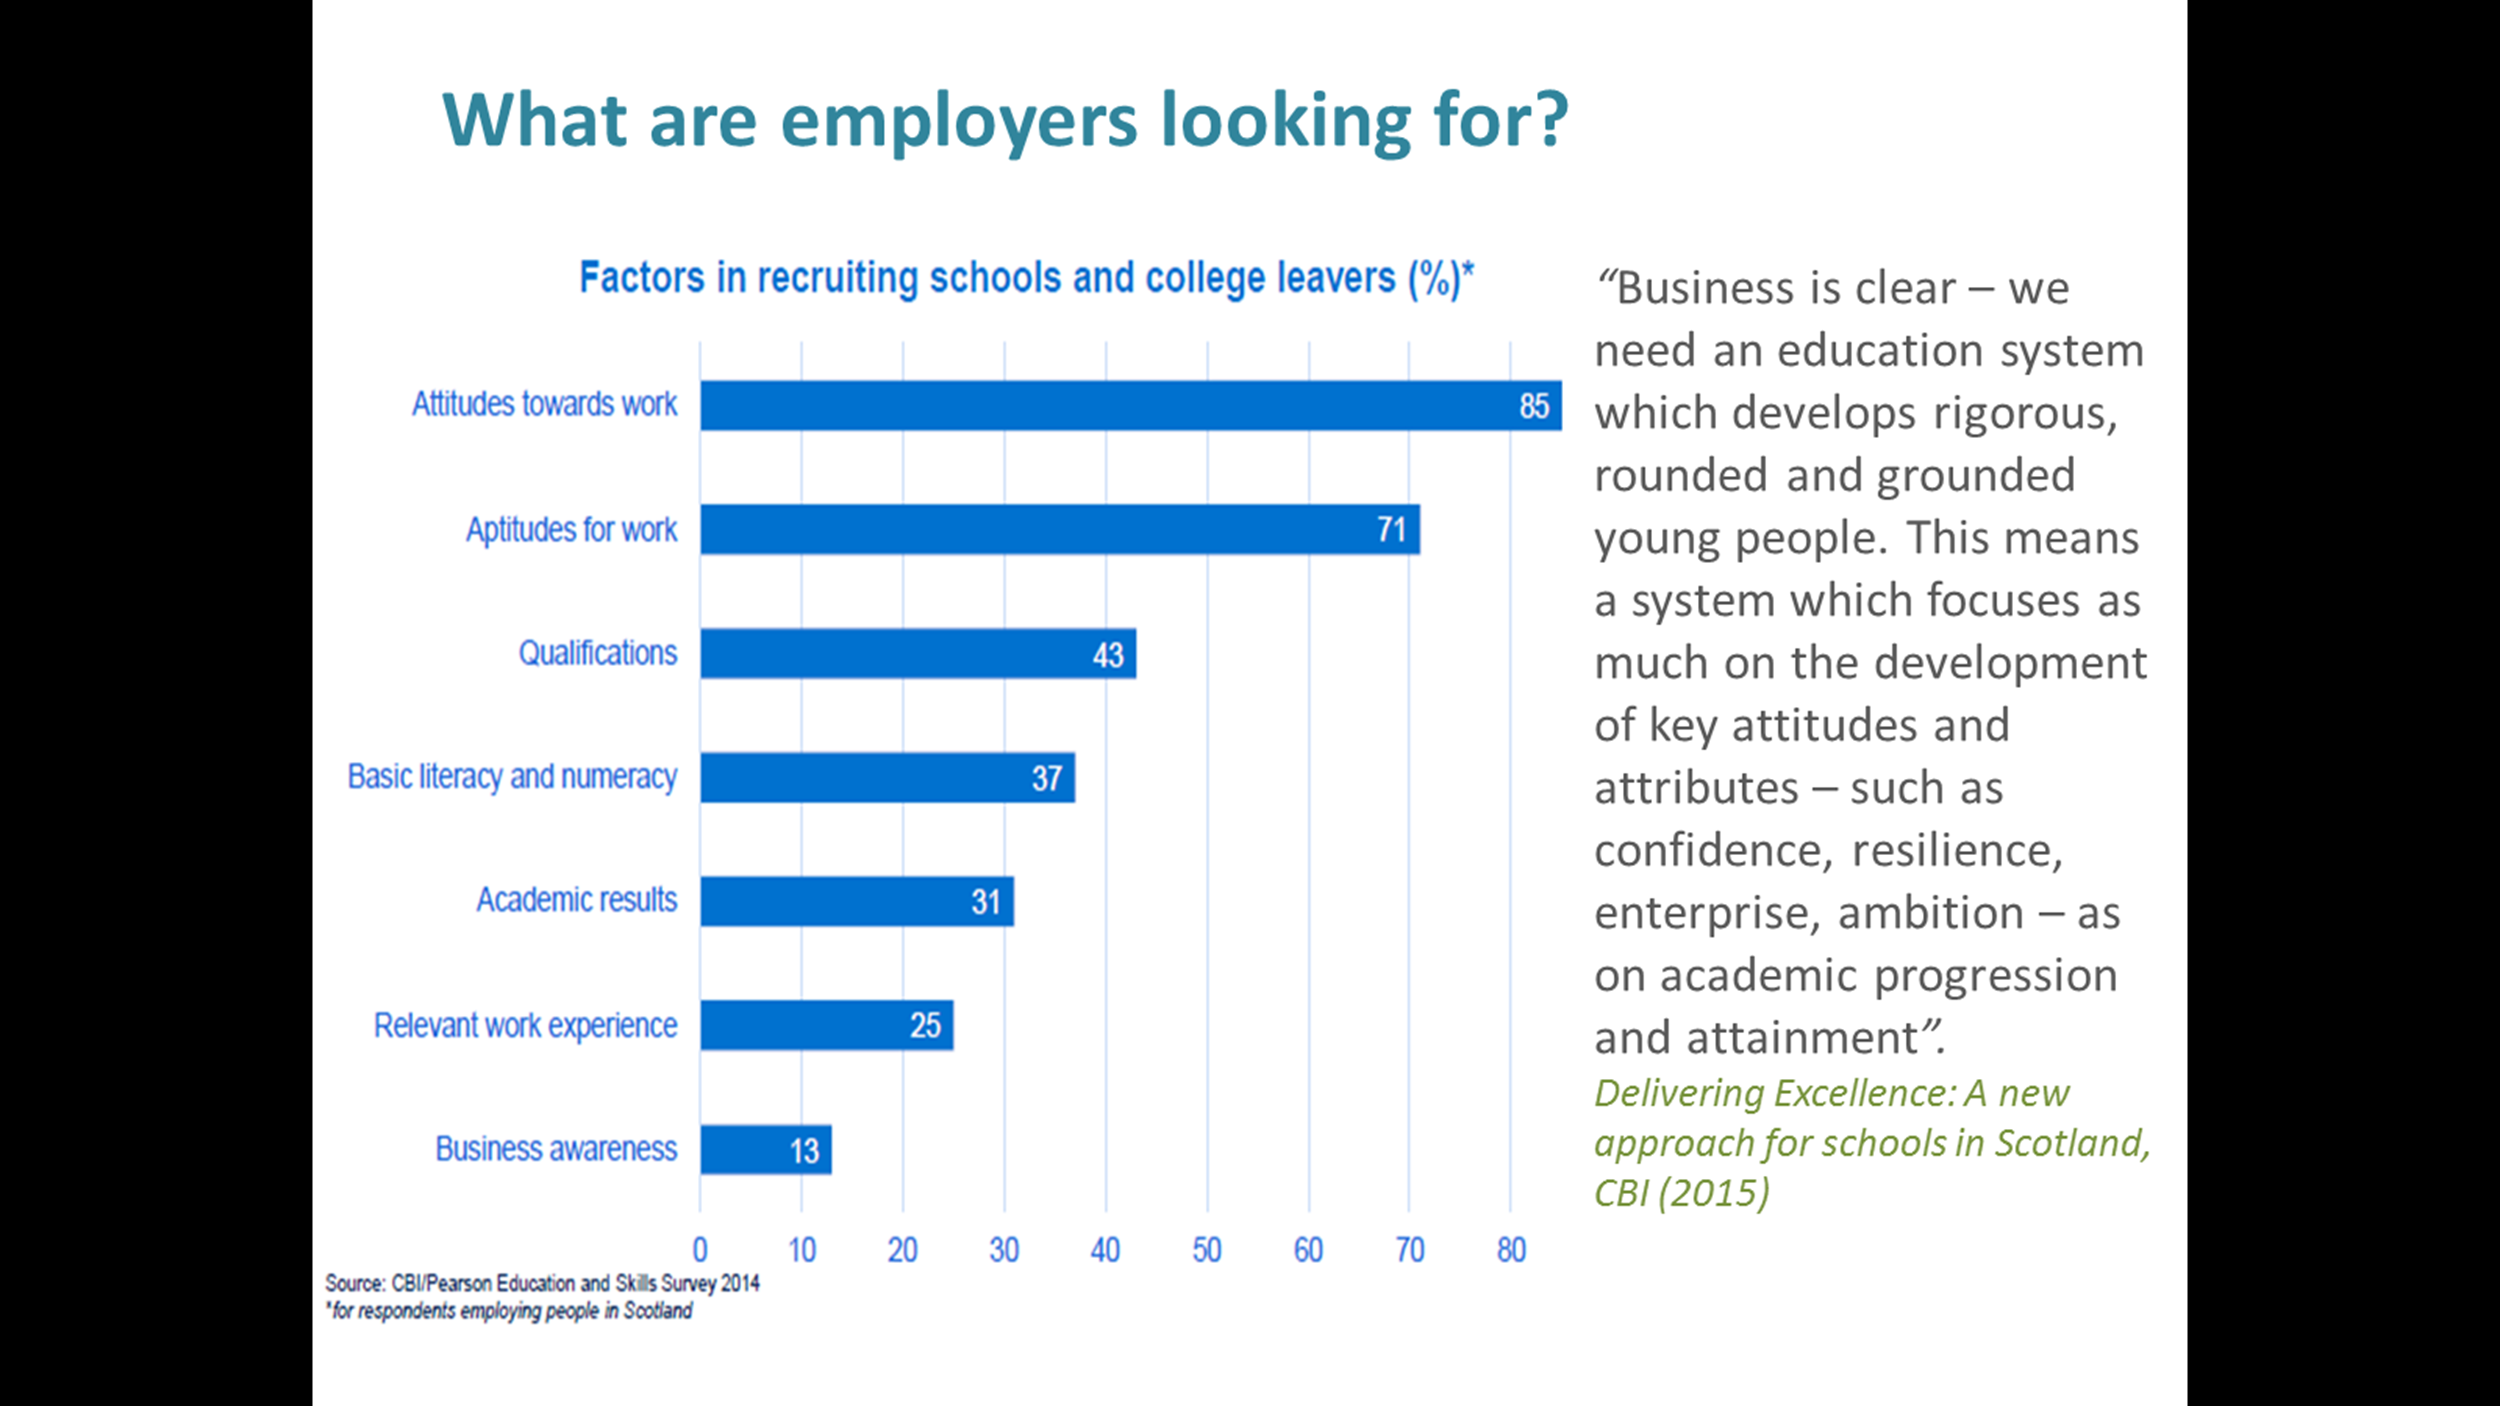 What are employers looking for?
Factors in recruiting schools and college leavers (%)*
Attitudes towards work 85
Aptitudes for work 71
Qualifications 43
Basic literacy and numeracy 37
Academic results 31
Relevant work experience 25
Business awareness 13
0 10 20 30 40 50 60 70 80
Source: CBI/Pearson Education and Skills Survey 2014
*for respondents employing people in Scotland
“Business is clear – we
need an education system
which develops rigorous,
rounded and grounded
young people. This means
a system which focuses as
much on the development
of key attitudes and
attributes – such as
confidence, resilience,
enterprise, ambition – as
on academic progression
and attainment”.
Delivering Excellence: A new
approach for schools in Scotland,
CBI (2015)